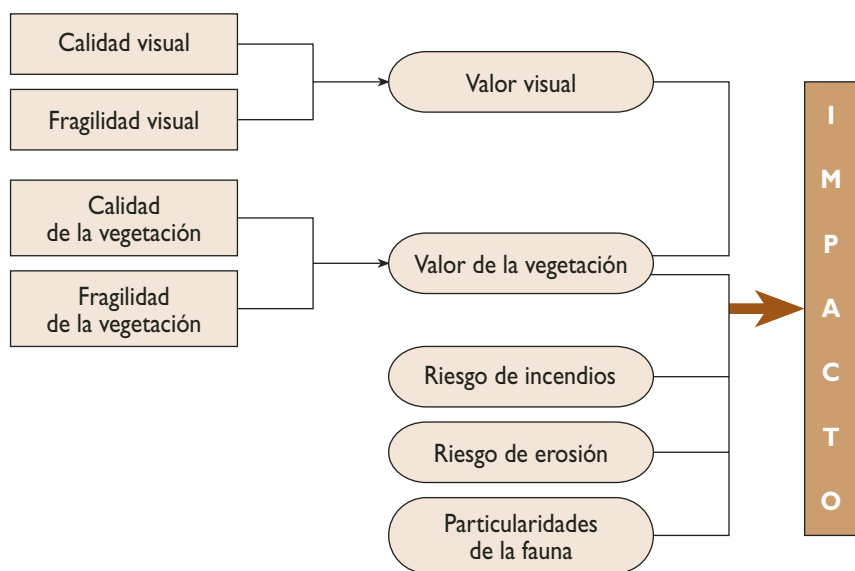 Calidad visual
Fragilidad visual
Calidad
de la vegetación
Fragilidad
de la vegetación
Valor visual
Valor de la vegetación
Riesgo de incendios
Riesgo de erosión
Particularidades
de la fauna
I
M
P
A
C
T
O